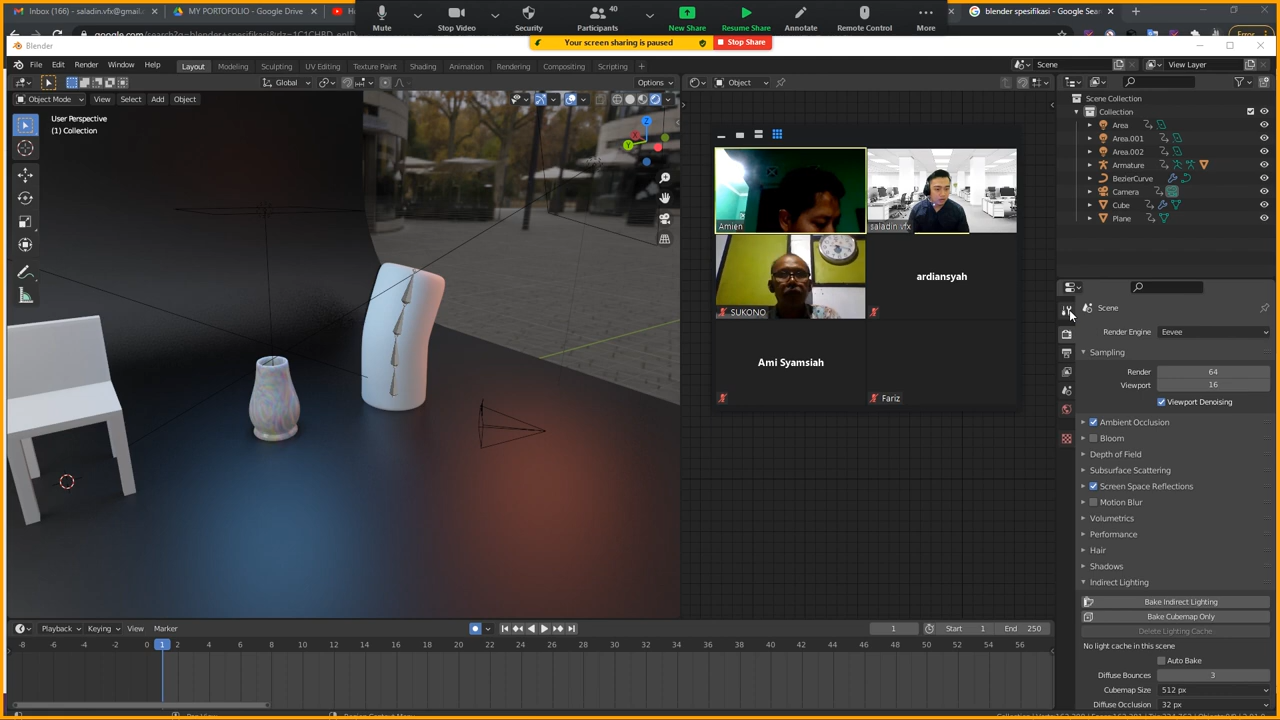 Inbox (166) - saladin.vfx@gmail.
MY PORTOFOLIO - Google Drive
blender spesifikasi - Google Sear
Mute
Stop Video
Security
Participants
40
New Share
Resume Share
Annotate
Remote Control
More
Your screen sharing is paused
Stop Share
Error
Blender
File Edit Render Window Help
Layout Modeling Sculpting UV Editing Texture Paint Shading Animation Rendering Compositing Scripting +
Scene
View Layer
Global
Options
Object
Object Mode View Select Add Object
User Perspective
(1) Collection
Z
Y
Amien
saladin vfx
SUKONO
ardiansyah
Ami Syamsiah
Fariz
Scene Collection
Collection
Area
Area.001
Area.002
Armature
BezierCurve
Camera
Cube
Plane
Scene
Render Engine Eevee
Sampling
Render 64
Viewport 16
Viewport Denoising
Ambient Occlusion
Bloom
Depth of Field
Subsurface Scattering
Screen Space Reflections
Motion Blur
Volumetrics
Performance
Hair
Shadows
Indirect Lighting
Bake Indirect Lighting
Bake Cubemap Only
Delete Lighting Cache
No light cache in this scene
Auto Bake
Diffuse Bounces 3
Cubemap Size 512 px
Diffuse Occlusion 32 px
Playback Keying View Marker
1 Start 1 End 250
-8 -6 -4 -2 0 1 2 4 6 8 10 12 14 16 18 20 22 24 26 28 30 32 34 36 38 40 42 44 46 48 50 52 54 56